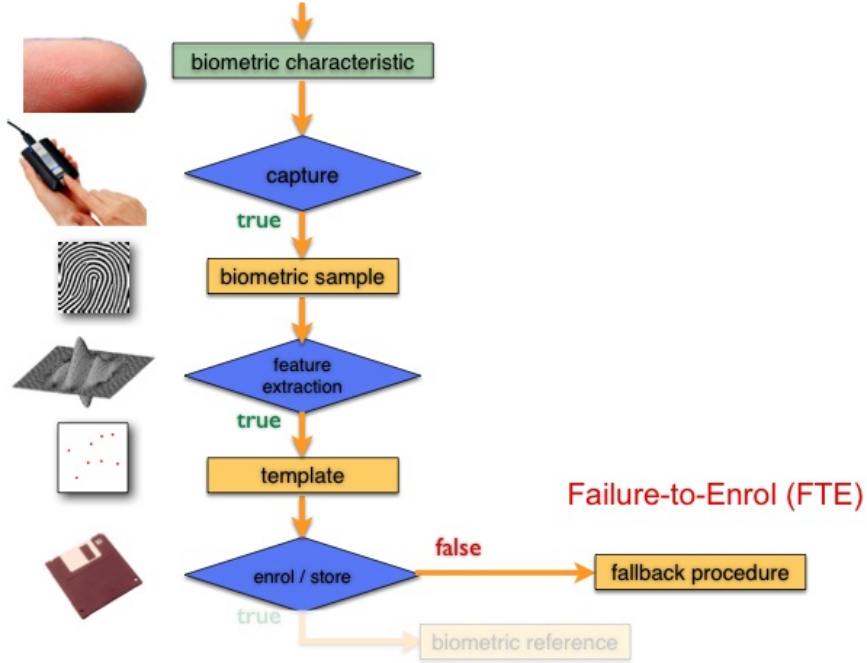 biometric characteristic
capture
true
biometric sample
feature
extraction
true
template
Failure-to-Enrol (FTE)
false
enrol / store
fallback procedure
true
biometric reference